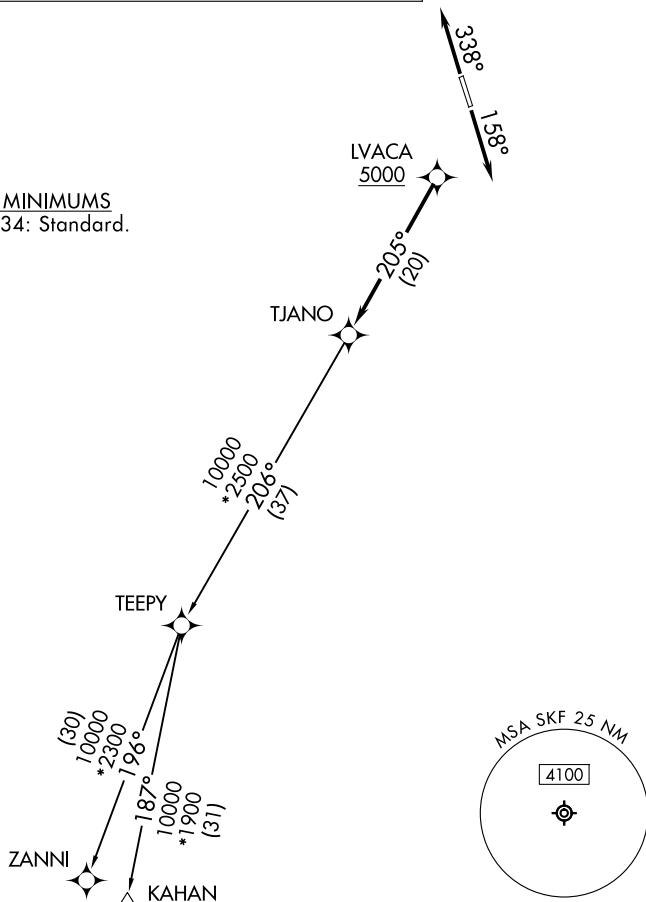 338°
158°
LVACA
5000
MINIMUMS
34: Standard.
205°
(20)
TJANO
10000
*2500
206°
(37)
TEEPY
(30)
10000
*2300
196°
187°
10000
*1900
(31)
MSA SKF 25 NM
4100
ZANNI
KAHAN